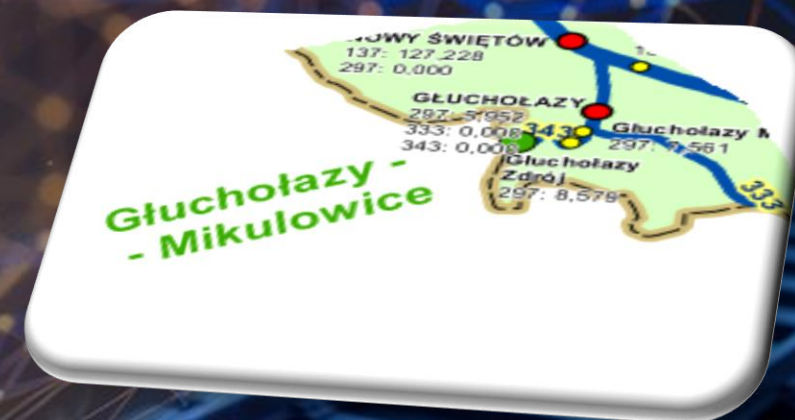 NOWY ŚWIĘTÓW
137: 127,228
297: 0,000
GŁUCHOŁAZY
297: 5,952
333: 0,008
343: 0,000
343
Głuchołazy
297: 7,561
Głuchołazy
Zdrój
297: 8,579
333
Głuchołazy -
- Mikulowice